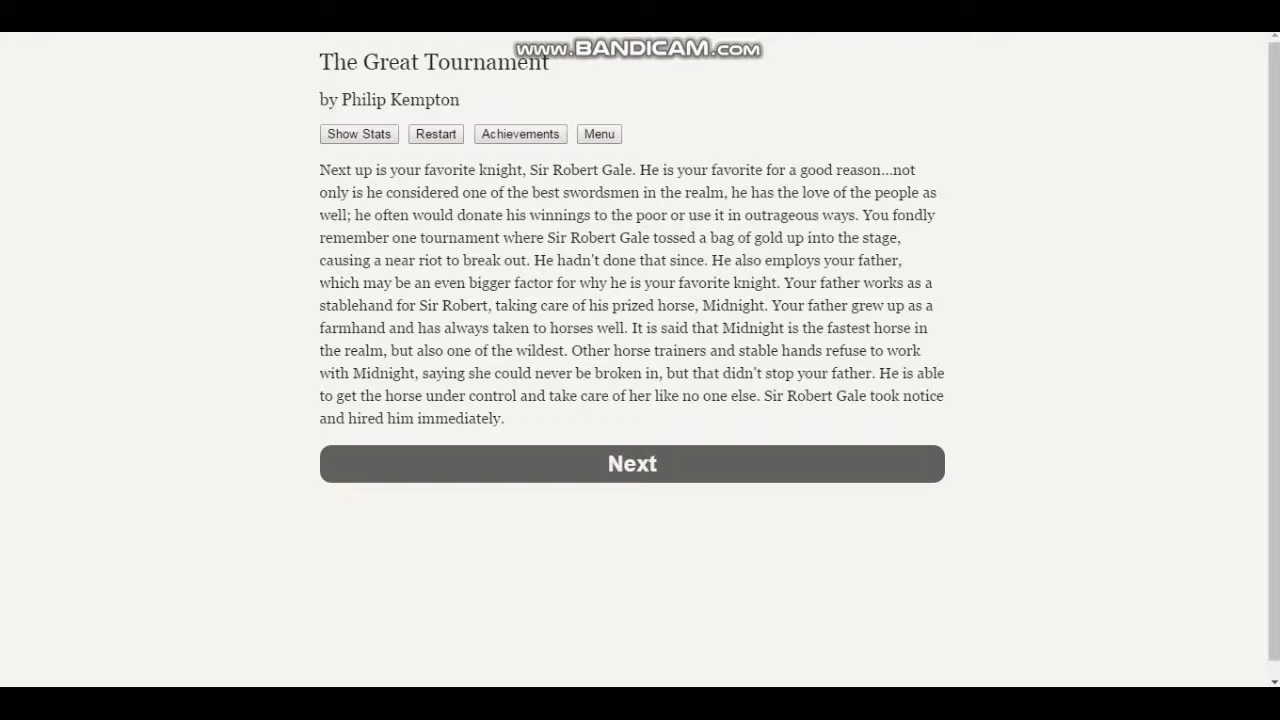 www.BANDICAM.com
The Great Tournament
by Philip Kempton
Show Stats Restart Achievements Menu
Next up is your favorite knight, Sir Robert Gale. He is your favorite for a good reason...not
only is he considered one of the best swordsmen in the realm, he has the love of the people as
well; he often would donate his winnings to the poor or use it in outrageous ways. You fondly
remember one tournament where Sir Robert Gale tossed a bag of gold up into the stage,
causing a near riot to break out. He hadn't done that since. He also employs your father,
which may be an even bigger factor for why he is your favorite knight. Your father works as a
stablehand for Sir Robert, taking care of his prized horse, Midnight. Your father grew up as a
farmhand and has always taken to horses well. It is said that Midnight is the fastest horse in
the realm, but also one of the wildest. Other horse trainers and stable hands refuse to work
with Midnight, saying she could never be broken in, but that didn't stop your father. He is able
to get the horse under control and take care of her like no one else. Sir Robert Gale took notice
and hired him immediately.
Next